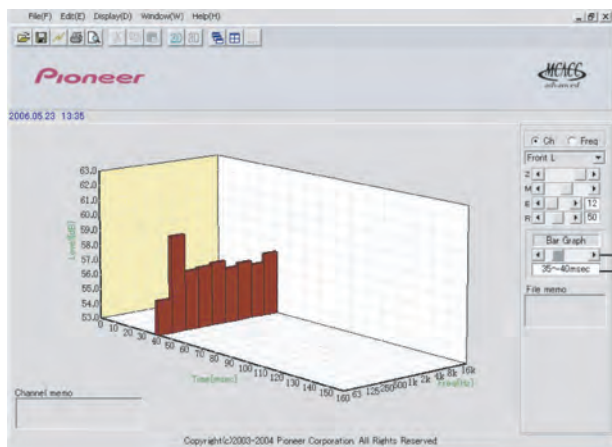 File(F) Edit(E) Display(D) Window(W) Help(H)
Pioneer
MCACC
advanced
2006.05.23 13:35
Ch Freq
Front L
Z
M
E 12
R 50
Bar Graph
35～40msec
File memo
Level[dB]
63.0
62.0
61.0
60.0
59.0
58.0
57.0
56.0
55.0
54.0
53.0
0 10 20 30 40 50 60 70 80 90 100 110 120 130 140 150 160
Time[msec]
63 125 250 500 1k 2k 4k 8k 16k
Freq[Hz]
Channel memo
Copyright(c)2003-2004 Pioneer Corporation. All Rights Reserved